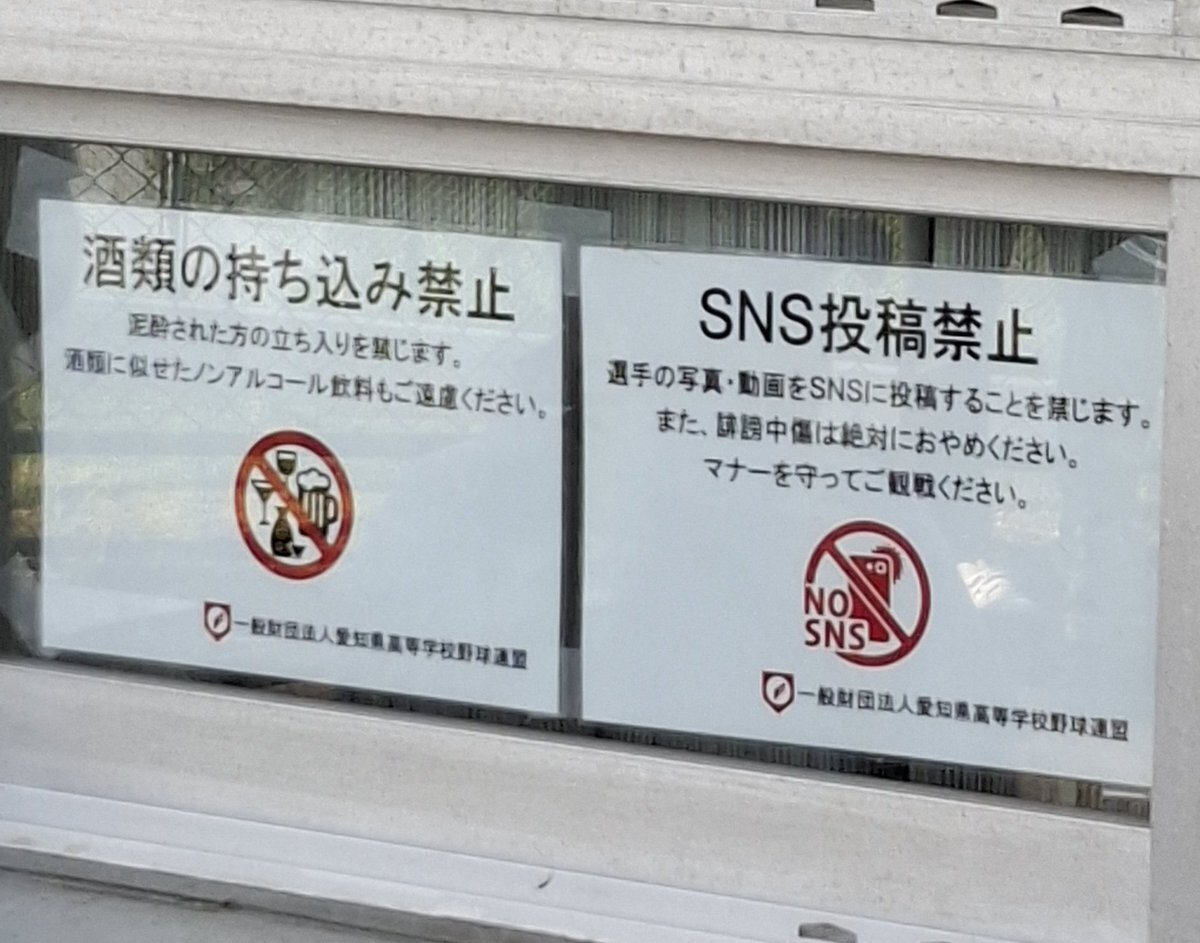 酒類の持ち込み禁止
泥酔された方の立ち入りを禁じます。
酒類に似せたノンアルコール飲料もご遠慮ください。
一般財団法人愛知県高等学校野球連盟
SNS投稿禁止
選手の写真・動画をSNSに投稿することを禁じます。
また、誹謗中傷は絶対におやめください。
マナーを守ってご観戦ください。
NO
SNS
一般財団法人愛知県高等学校野球連盟